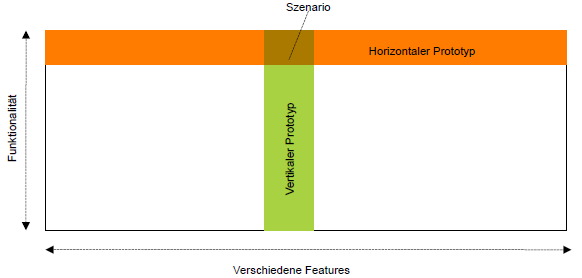 Szenario
Horizontaler Prototyp
Vertikaler Prototyp
Funktionalität
Verschiedene Features